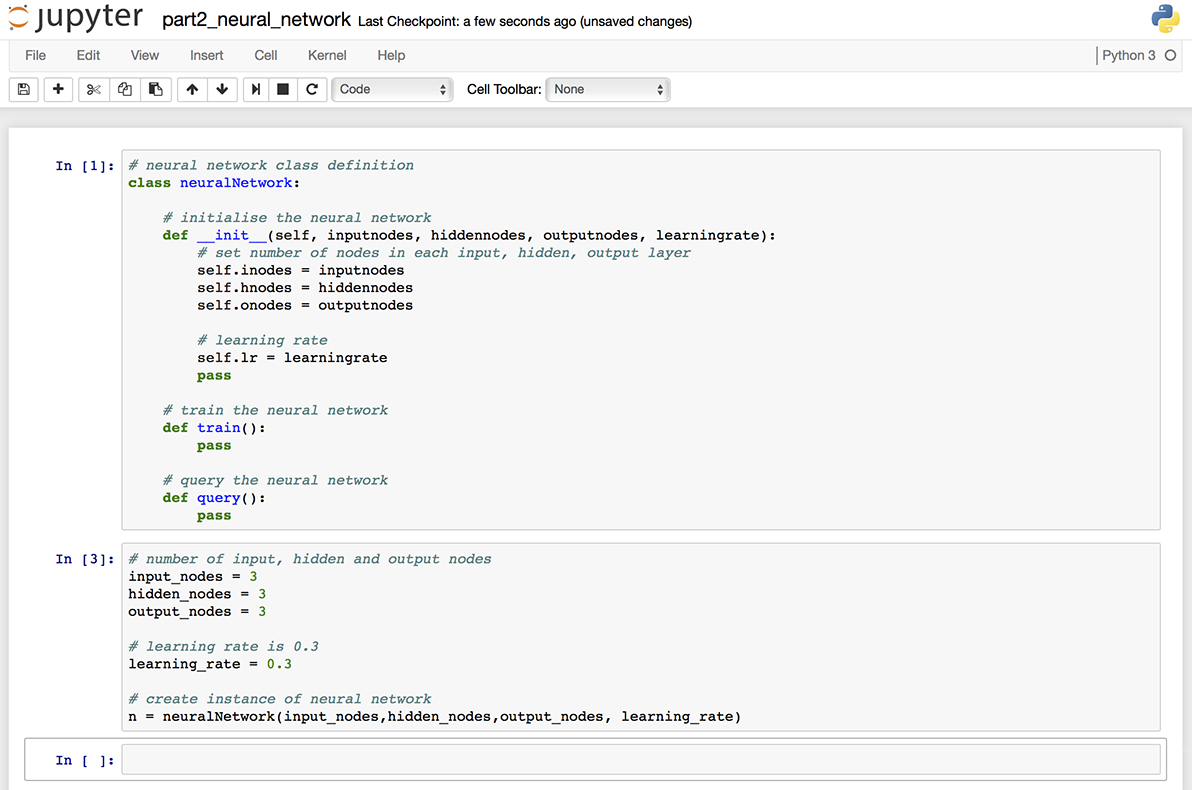 jupyter part2_neural_network Last Checkpoint: a few seconds ago (unsaved changes)
File Edit View Insert Cell Kernel Help Python 3
Code Cell Toolbar: None
In [1]: # neural network class definition
class neuralNetwork:
    # initialise the neural network
    def __init__(self, inputnodes, hiddennodes, outputnodes, learningrate):
        # set number of nodes in each input, hidden, output layer
        self.inodes = inputnodes
        self.hnodes = hiddennodes
        self.onodes = outputnodes
        # learning rate
        self.lr = learningrate
        pass
    # train the neural network
    def train():
        pass
    # query the neural network
    def query():
        pass
In [3]: # number of input, hidden and output nodes
input_nodes = 3
hidden_nodes = 3
output_nodes = 3
# learning rate is 0.3
learning_rate = 0.3
# create instance of neural network
n = neuralNetwork(input_nodes,hidden_nodes,output_nodes, learning_rate)
In [ ]: